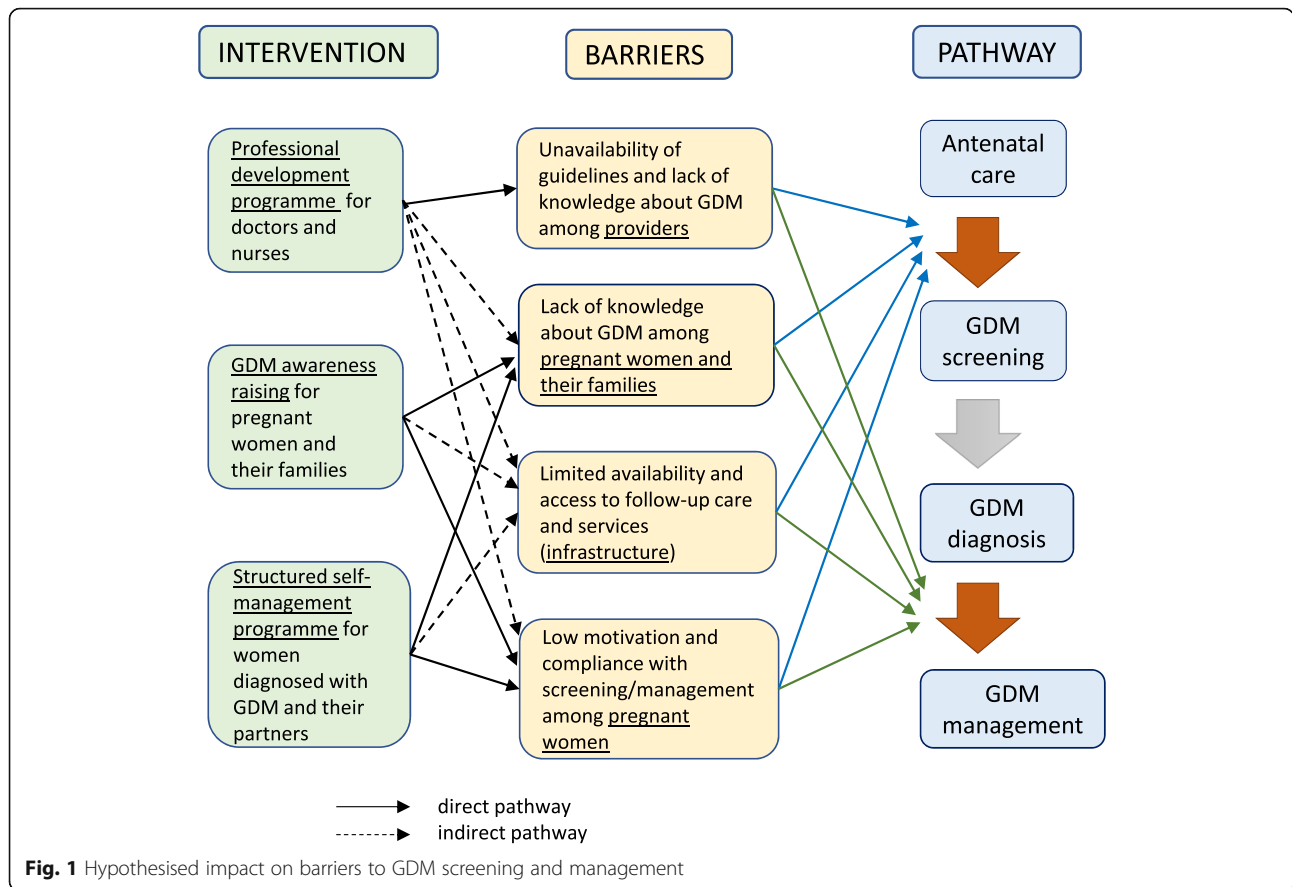 INTERVENTION
BARRIERS
PATHWAY
Professional
development
programme for
doctors and
nurses
GDM awareness
raising for
pregnant
women and
their families
Structured self-
management
programme for
women
diagnosed with
GDM and their
partners
Unavailability of
guidelines and lack of
knowledge about GDM
among providers
Lack of knowledge
about GDM among
pregnant women and
their families
Limited availability and
access to follow-up care
and services
(infrastructure)
Low motivation and
compliance with
screening/management
among pregnant
women
Antenatal
care
GDM
screening
GDM
diagnosis
GDM
management
direct pathway
indirect pathway
Fig. 1 Hypothesised impact on barriers to GDM screening and management